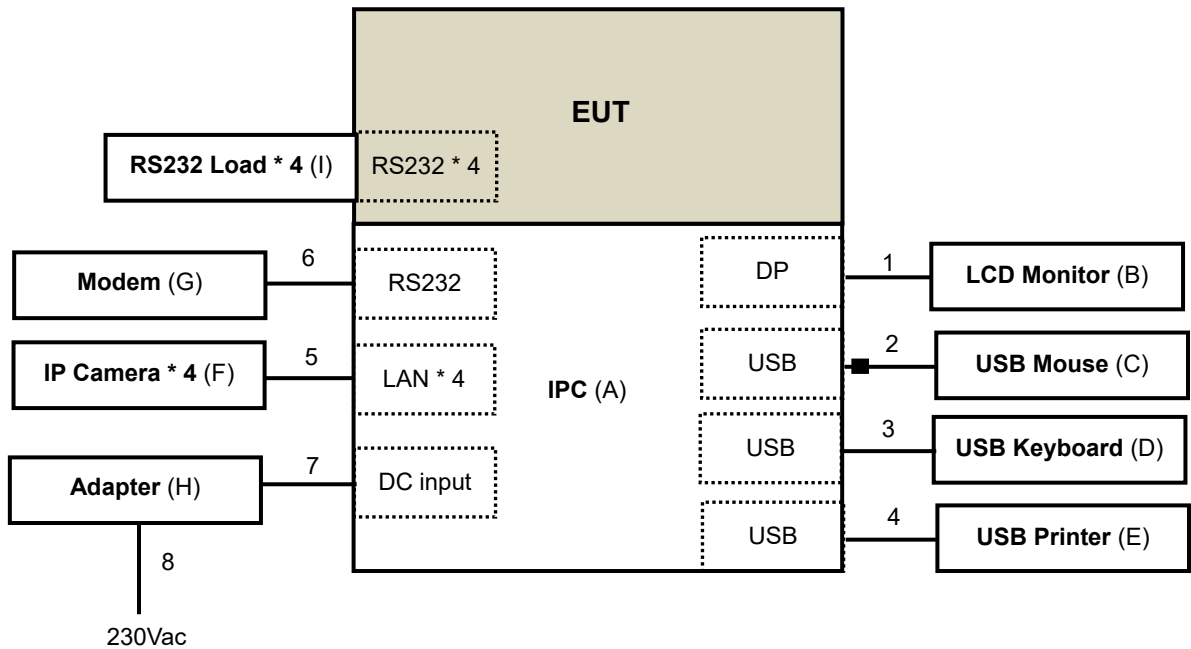 EUT
RS232 Load * 4 (I)
RS232 * 4
6
Modem (G)
RS232
DP
1
LCD Monitor (B)
5
IP Camera * 4 (F)
LAN * 4
IPC (A)
USB
2
USB Mouse (C)
3
USB
USB Keyboard (D)
7
Adapter (H)
DC input
4
USB
USB Printer (E)
8
230Vac